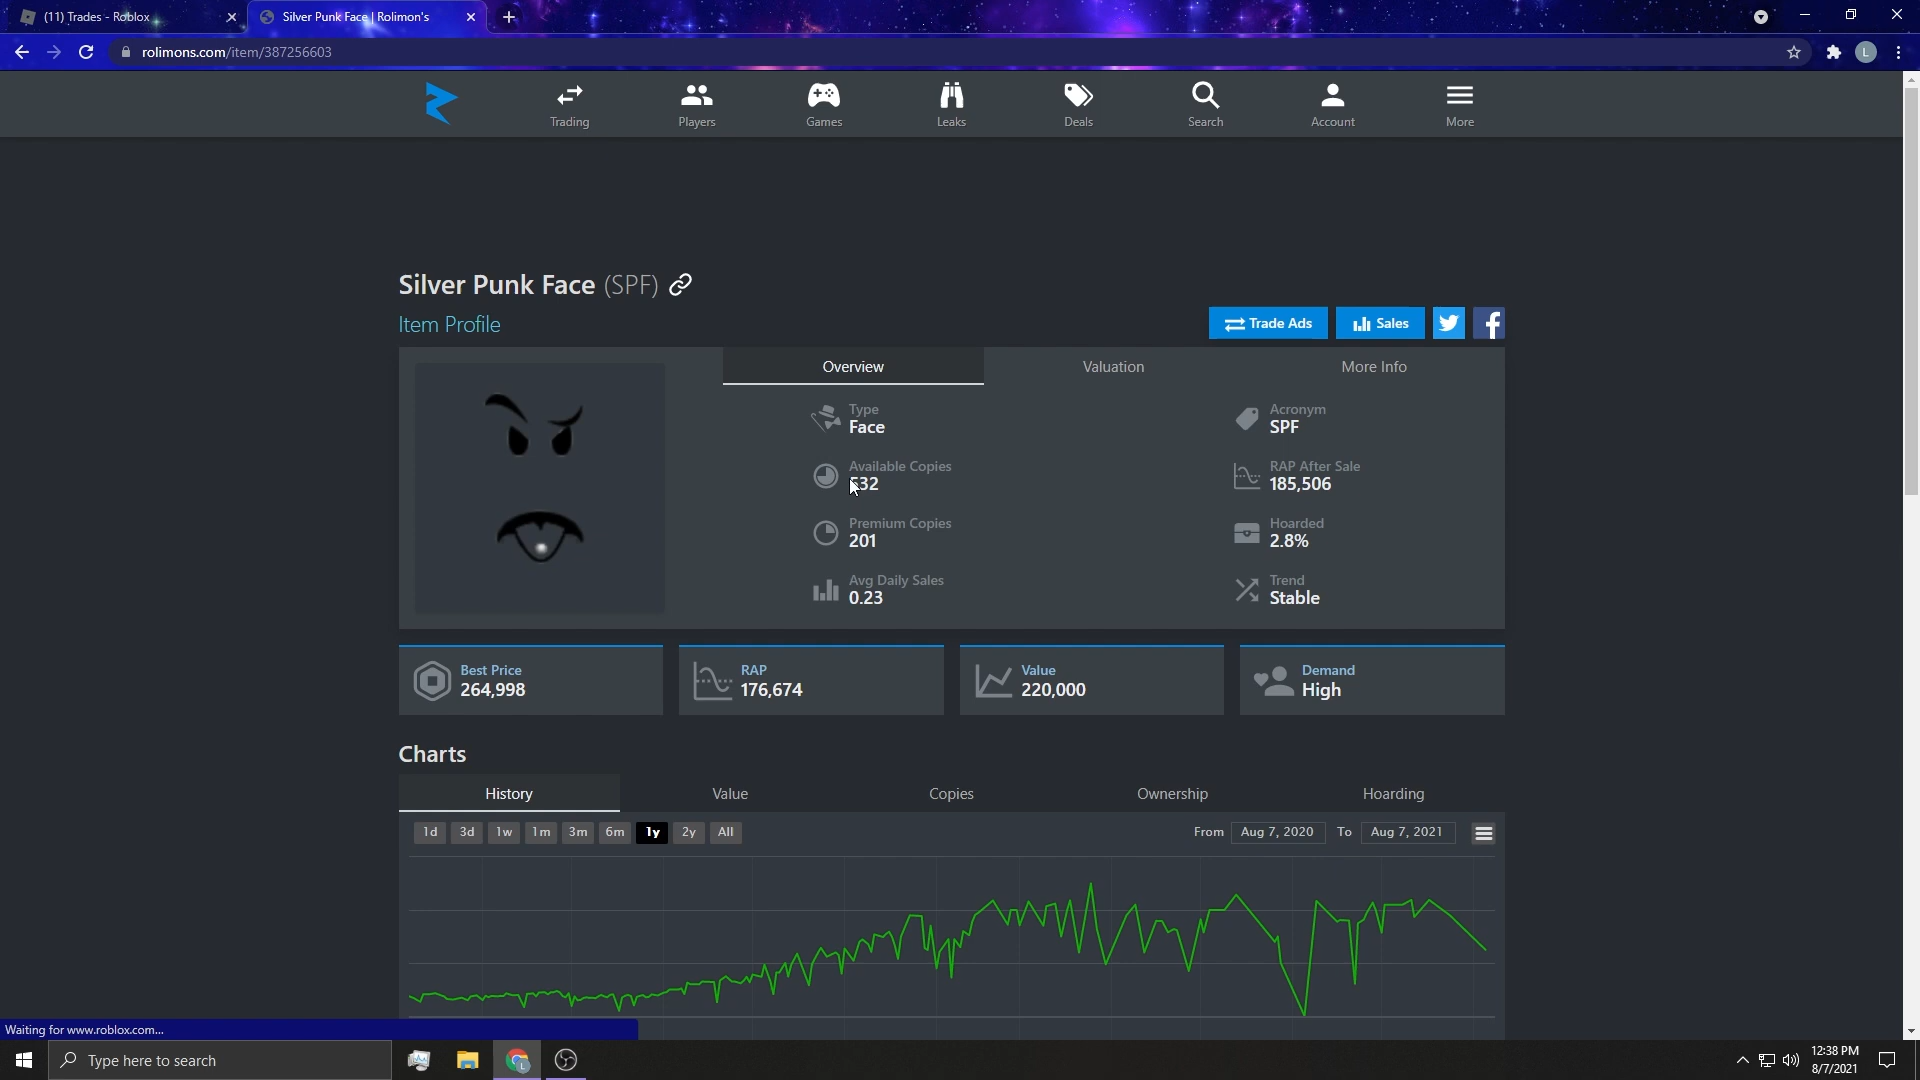 (11) Trades - Roblox
Silver Punk Face | Rolimon's
rolimons.com/item/387256603
L
Trading
Players
Games
Leaks
Deals
Search
Account
More
Silver Punk Face (SPF)
Item Profile
Trade Ads
Sales
Overview
Valuation
More Info
Type
Face
Acronym
SPF
Available Copies
532
RAP After Sale
185,506
Premium Copies
201
Hoarded
2.8%
Avg Daily Sales
0.23
Trend
Stable
Best Price
264,998
RAP
176,674
Value
220,000
Demand
High
Charts
History
Value
Copies
Ownership
Hoarding
1d 3d 1w 1m 3m 6m 1y 2y All
From Aug 7, 2020 To Aug 7, 2021
Waiting for www.roblox.com...
Type here to search
L
12:38 PM
8/7/2021